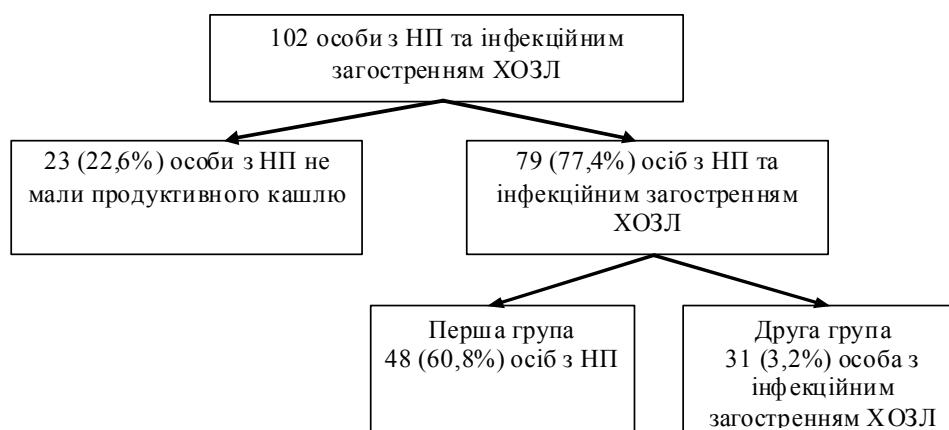 102 особи з НП та інфекційним
загостренням ХОЗЛ
23 (22,6%) особи з НП не
мали продуктивного кашлю
79 (77,4%) осіб з НП та
інфекційним загостренням
ХОЗЛ
Перша група
48 (60,8%) осіб з НП
Друга група
31 (3,2%) особа з
інфекційним
загостренням ХОЗЛ